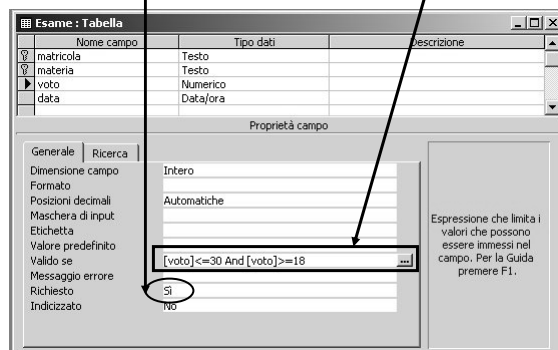 Esame : Tabella
Nome campo Tipo dati Descrizione
matricola Testo
materia Testo
voto Numerico
data Data/ora
Proprietà campo
Generale Ricerca
Dimensione campo Intero
Formato
Posizioni decimali Automatiche
Maschera di input
Etichetta
Valore predefinito
Valido se [voto]<=30 And [voto]>=18 ...
Messaggio errore
Richiesto Sì
Indicizzato No
Espressione che limita i
valori che possono
essere immessi nel
campo. Per la Guida
premere F1.